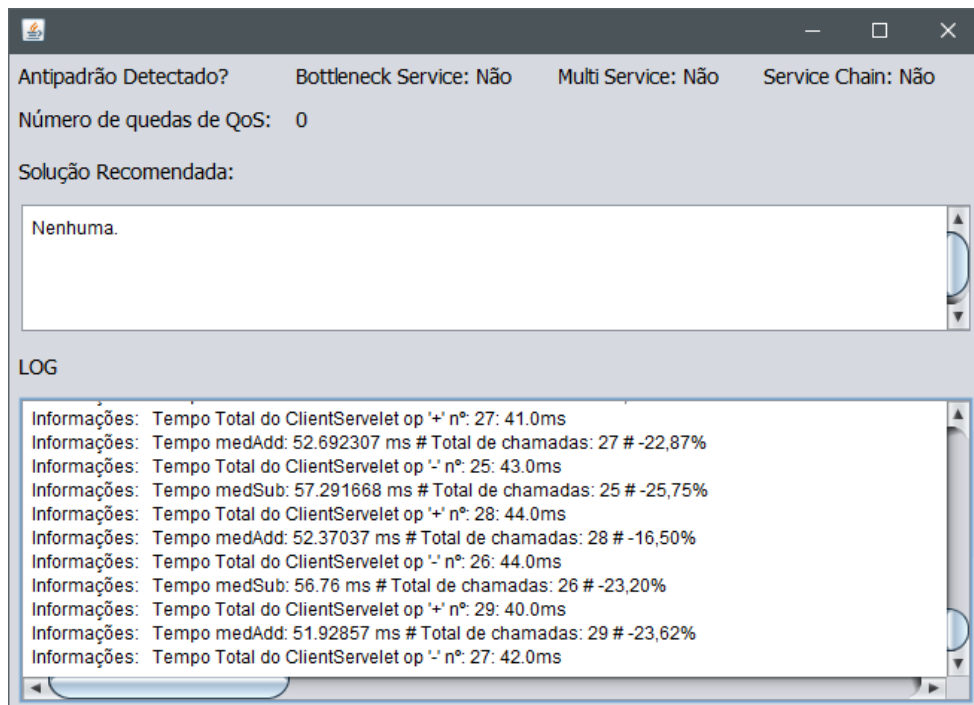 Antipadrão Detectado? Bottleneck Service: Não Multi Service: Não Service Chain: Não
Número de quedas de QoS: 0
Solução Recomendada:
Nenhuma.
LOG
Informações: Tempo Total do ClientServelet op '+' nº: 27: 41.0ms
Informações: Tempo medAdd: 52.692307 ms # Total de chamadas: 27 # -22,87%
Informações: Tempo Total do ClientServelet op '-' nº: 25: 43.0ms
Informações: Tempo medSub: 57.291668 ms # Total de chamadas: 25 # -25,75%
Informações: Tempo Total do ClientServelet op '+' nº: 28: 44.0ms
Informações: Tempo medAdd: 52.37037 ms # Total de chamadas: 28 # -16,50%
Informações: Tempo Total do ClientServelet op '-' nº: 26: 44.0ms
Informações: Tempo medSub: 56.76 ms # Total de chamadas: 26 # -23,20%
Informações: Tempo Total do ClientServelet op '+' nº: 29: 40.0ms
Informações: Tempo medAdd: 51.92857 ms # Total de chamadas: 29 # -23,62%
Informações: Tempo Total do ClientServelet op '-' nº: 27: 42.0ms